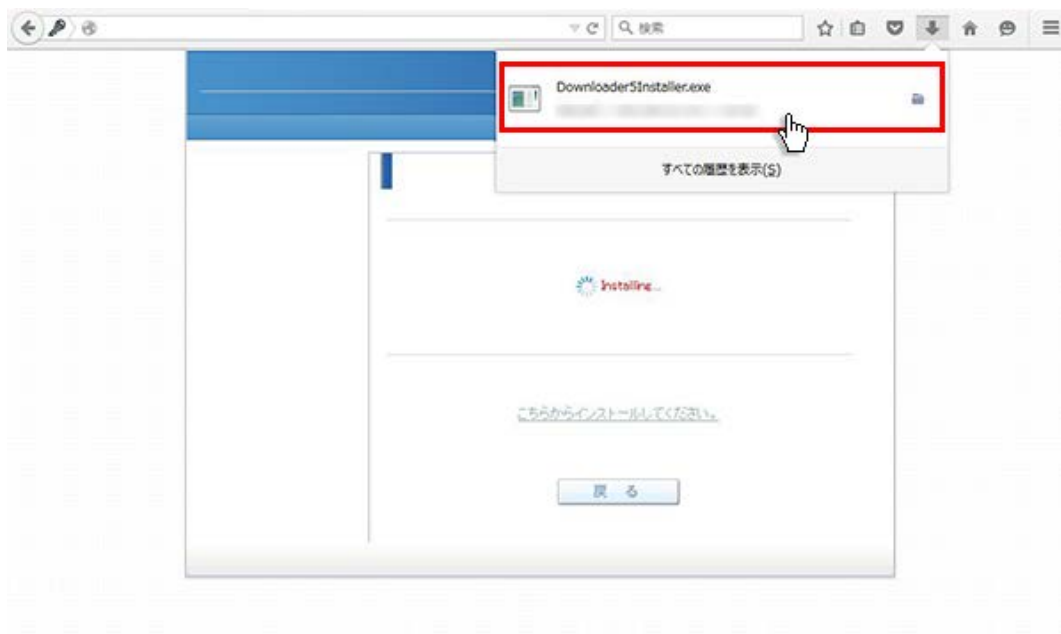 検索
Downloader5Installer.exe
すべての履歴を表示(S)
Installing...
こちらからインストールしてください。
戻 る